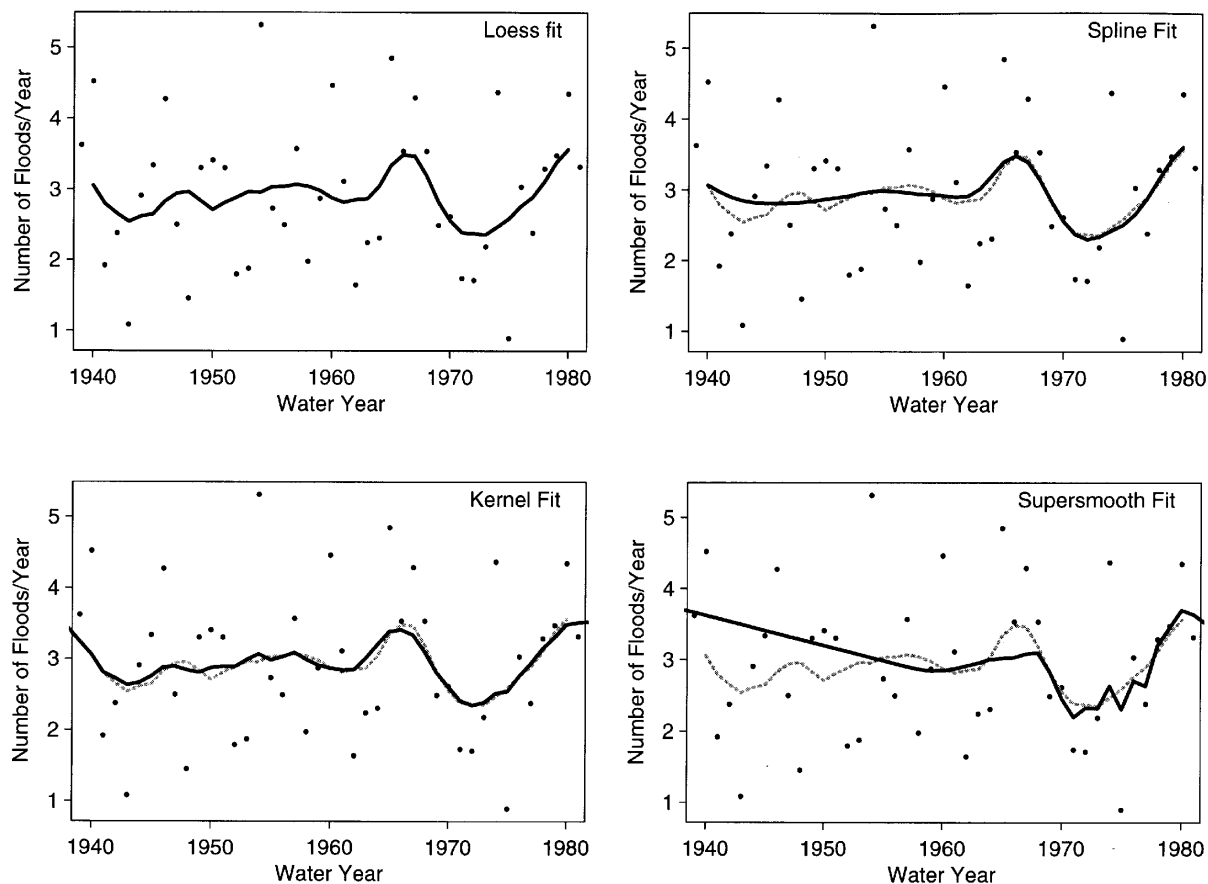 Loess fit
Number of Floods/Year
5
4
3
2
1
1940 1950 1960 1970 1980
Water Year
Spline Fit
Number of Floods/Year
5
4
3
2
1
1940 1950 1960 1970 1980
Water Year
Kernel Fit
Number of Floods/Year
5
4
3
2
1
1940 1950 1960 1970 1980
Water Year
Supersmooth Fit
Number of Floods/Year
5
4
3
2
1
1940 1950 1960 1970 1980
Water Year